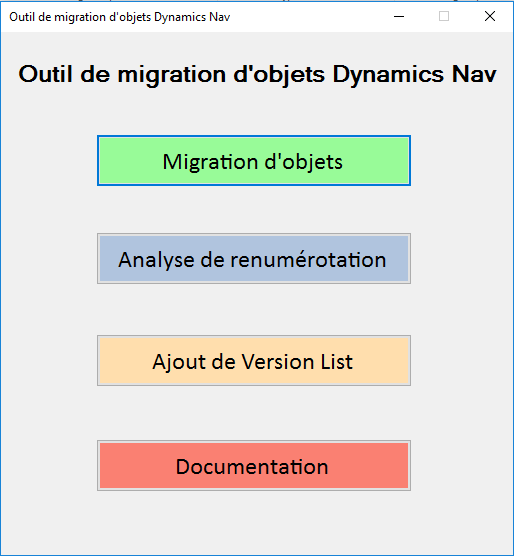 Outil de migration d'objets Dynamics Nav
Outil de migration d'objets Dynamics Nav
Migration d'objets
Analyse de renumérotation
Ajout de Version List
Documentation